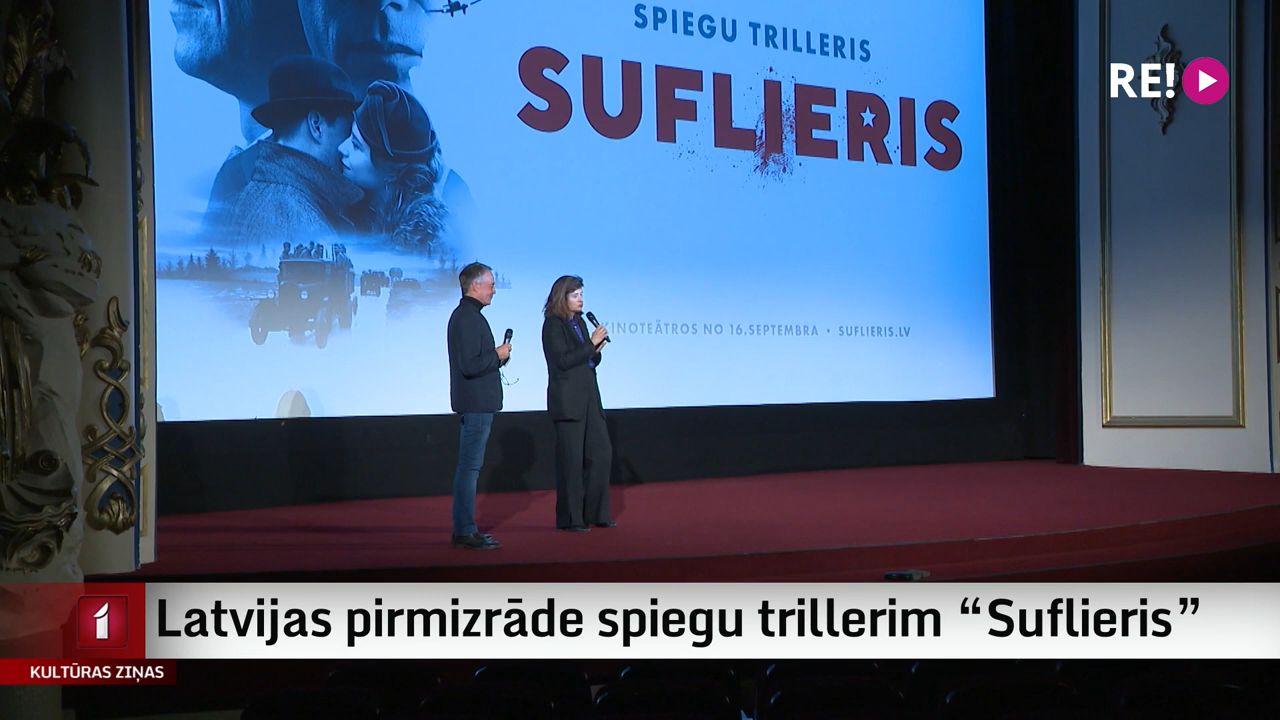 SPIEGU TRILLERIS
SUFLIERIS
RE!
KINOTEĀTROS NO 16.SEPTEMBRA • SUFLIERIS.LV
1
Latvijas pirmizrāde spiegu trillerim “Suflieris”
KULTŪRAS ZIŅAS